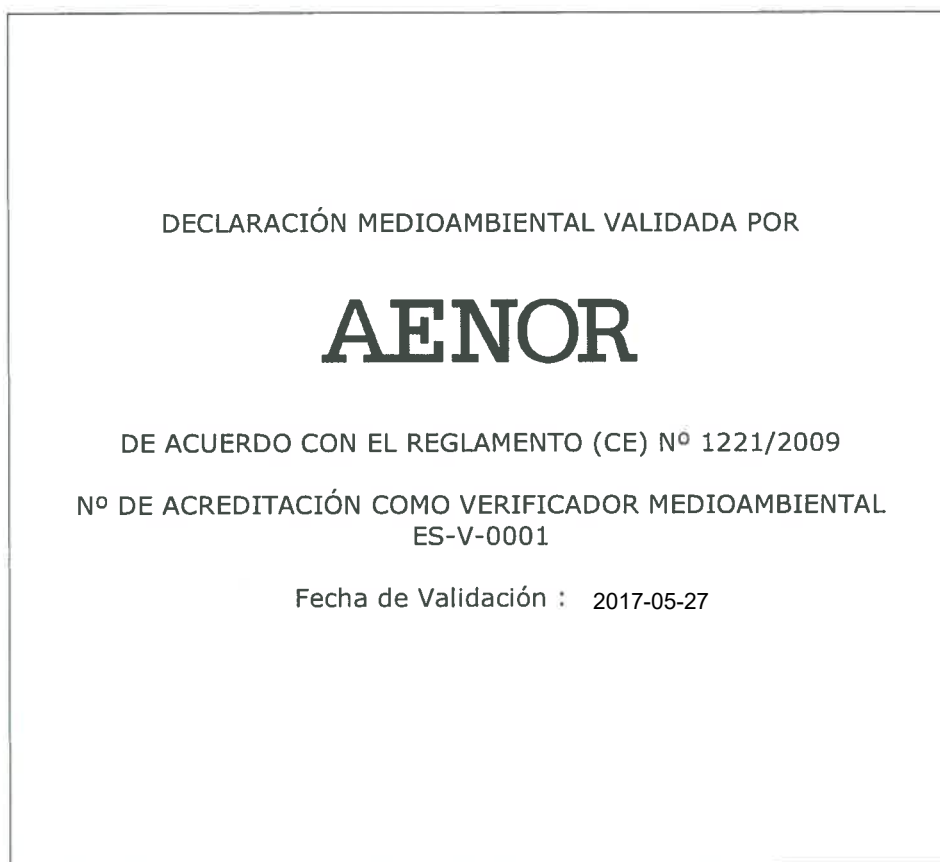 DECLARACIÓN MEDIOAMBIENTAL VALIDADA POR
AENOR
DE ACUERDO CON EL REGLAMENTO (CE) Nº 1221/2009
Nº DE ACREDITACIÓN COMO VERIFICADOR MEDIOAMBIENTAL
ES-V-0001
Fecha de Validación : 2017-05-27